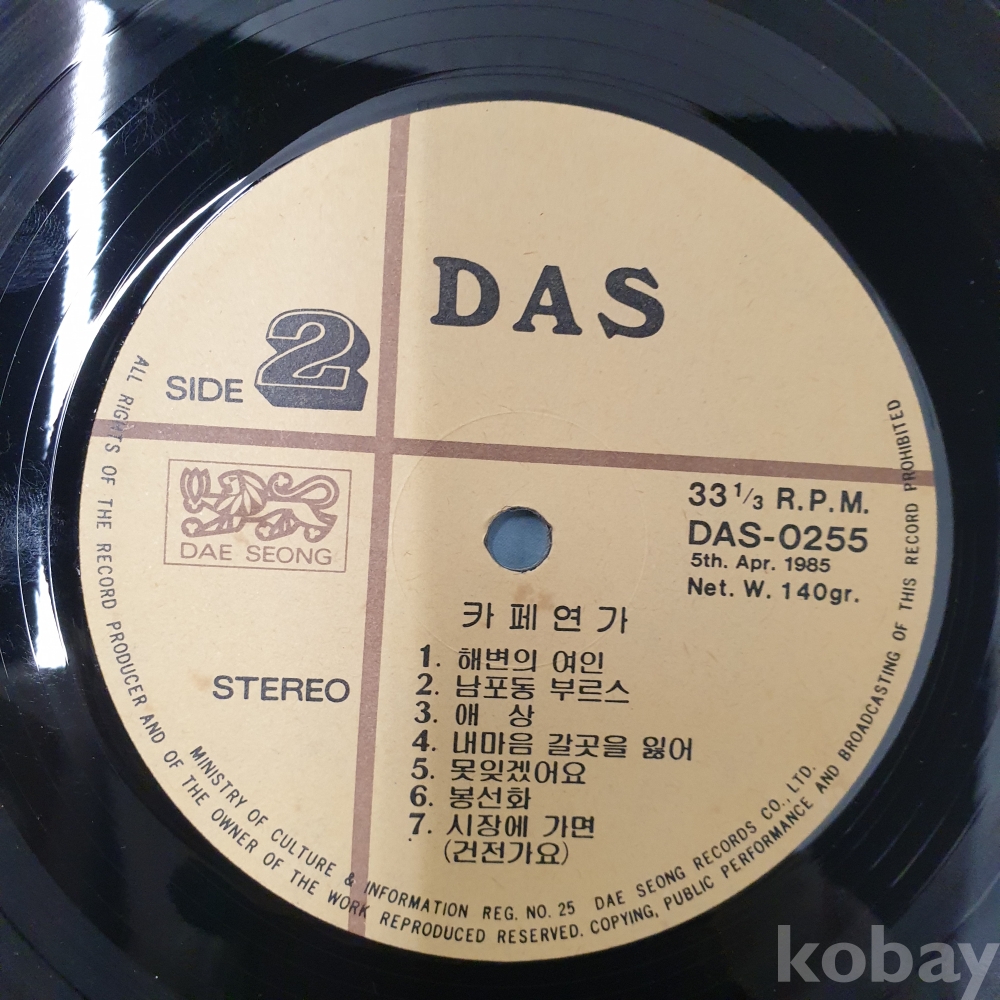 DAS
SIDE 2
DAE SEONG
33 1/3 R.P.M.
DAS-0255
5th. Apr. 1985
Net. W. 140gr.
STEREO
카페연가
1. 해변의 여인
2. 남포동 부르스
3. 애 상
4. 내마음 갈곳을 잃어
5. 못잊겠어요
6. 봉선화
7. 시장에 가면
(건전가요)
MINISTRY OF CULTURE & INFORMATION REG. NO. 25 DAE SEONG RECORDS CO., LTD.
ALL RIGHTS OF THE RECORD PRODUCER AND OF THE OWNER OF THE WORK REPRODUCED RESERVED. COPYING, PUBLIC PERFORMANCE AND BROADCASTING OF THIS RECORD PROHIBITED
kobay